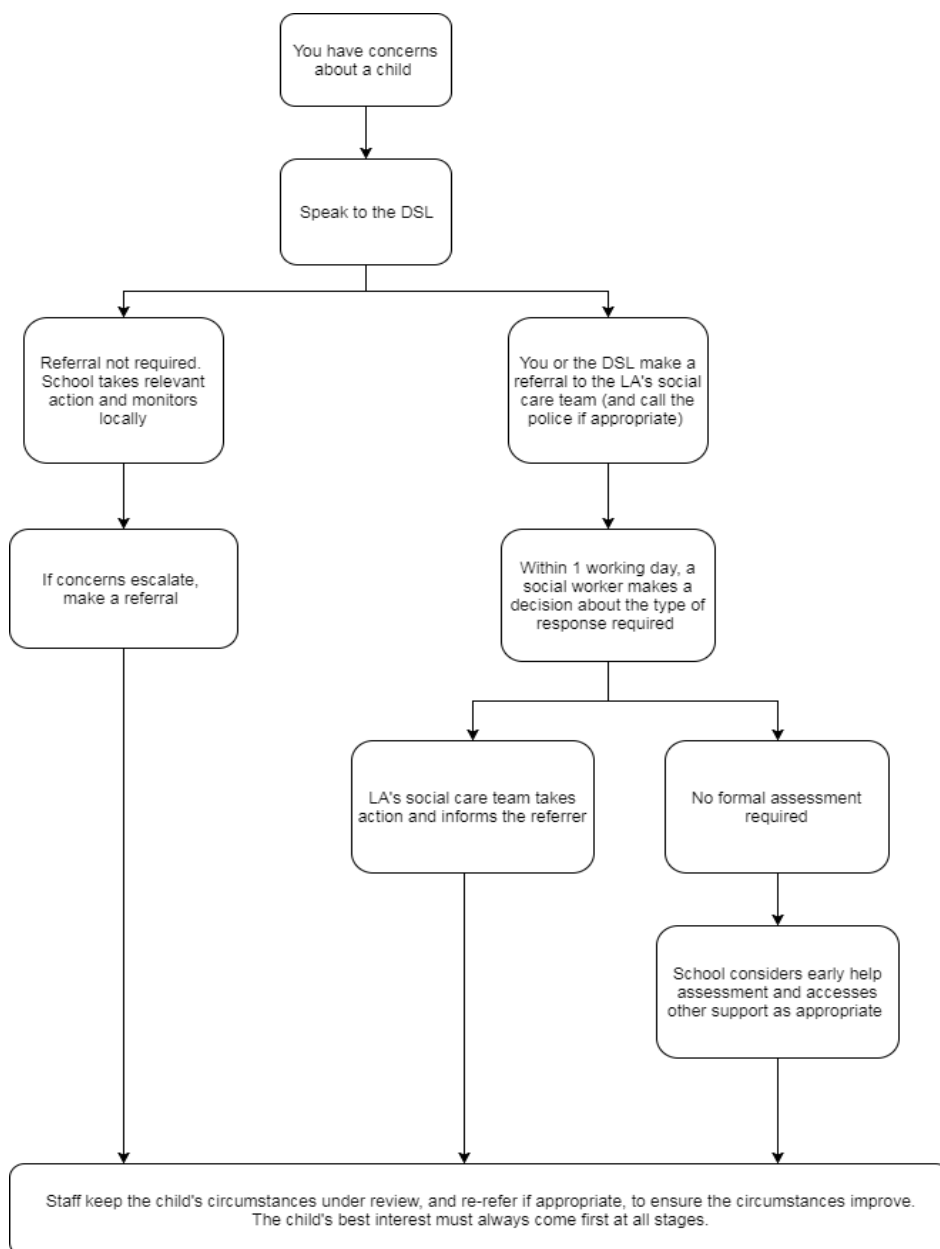 You have concerns
about a child
Speak to the DSL
Referral not required.
School takes relevant
action and monitors
locally
You or the DSL make a
referral to the LA's social
care team (and call the
police if appropriate)
If concerns escalate,
make a referral
Within 1 working day, a
social worker makes a
decision about the type of
response required
LA's social care team takes
action and informs the referrer
No formal assessment
required
School considers early help
assessment and accesses
other support as appropriate
Staff keep the child's circumstances under review, and re-refer if appropriate, to ensure the circumstances improve.
The child's best interest must always come first at all stages.